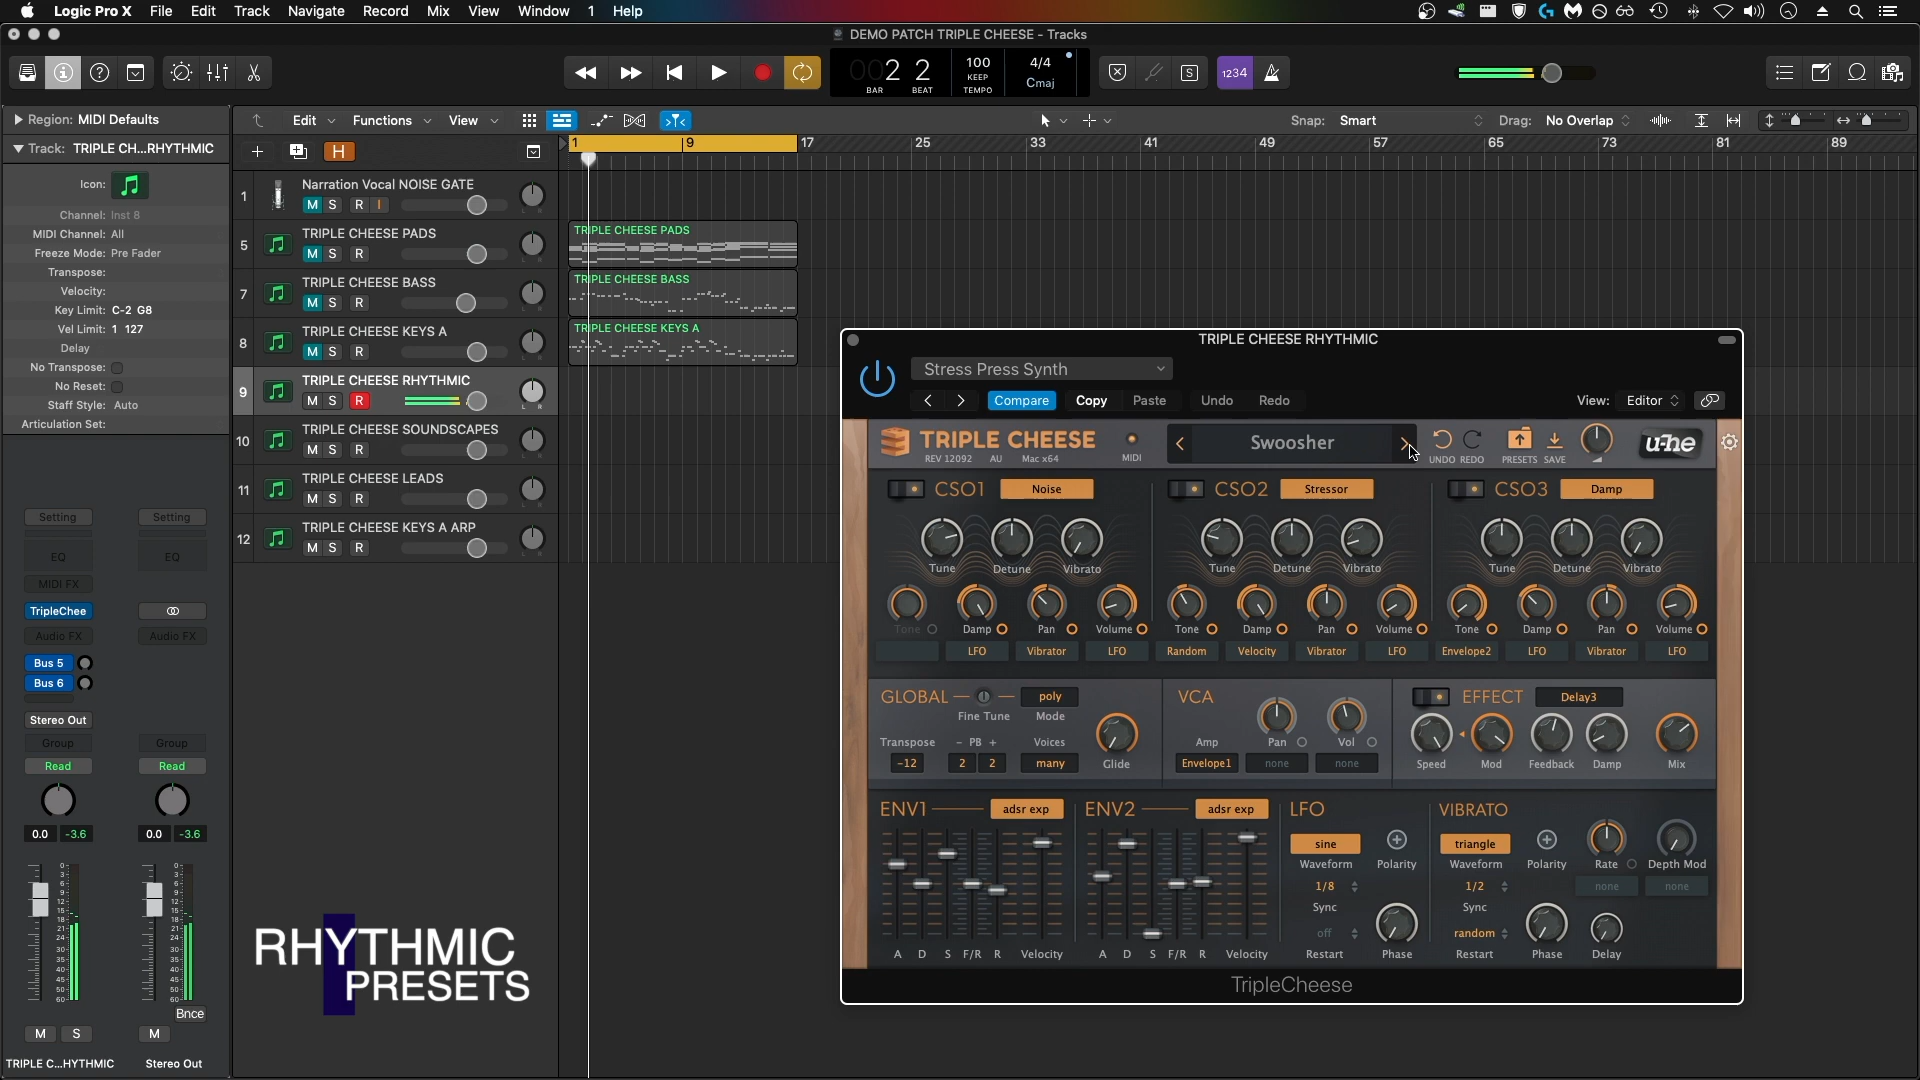 Logic Pro X File Edit Track Navigate Record Mix View Window 1 Help
DEMO PATCH TRIPLE CHEESE - Tracks
002 2
BAR BEAT
100
KEEP
TEMPO
4/4
Cmaj
S
1234
Region: MIDI Defaults
Edit Functions View
Snap: Smart
Drag: No Overlap
Track: TRIPLE CH...RHYTHMIC
H
1 9 17 25 33 41 49 57 65 73 81 89
Icon:
Channel: Inst 8
MIDI Channel: All
Freeze Mode: Pre Fader
Transpose:
Velocity:
Key Limit: C-2 G8
Vel Limit: 1 127
Delay
No Transpose:
No Reset:
Staff Style: Auto
Articulation Set:
1 Narration Vocal NOISE GATE
M S R I
5 TRIPLE CHEESE PADS
M S R
7 TRIPLE CHEESE BASS
M S R
8 TRIPLE CHEESE KEYS A
M S R
9 TRIPLE CHEESE RHYTHMIC
M S R
10 TRIPLE CHEESE SOUNDSCAPES
M S R
11 TRIPLE CHEESE LEADS
M S R
12 TRIPLE CHEESE KEYS A ARP
M S R
TRIPLE CHEESE PADS
TRIPLE CHEESE BASS
TRIPLE CHEESE KEYS A
Setting Setting
EQ EQ
MIDI FX
TripleChee
Audio FX Audio FX
Bus 5
Bus 6
Stereo Out
Group Group
Read Read
0.0 -3.6 0.0 -3.6
Bnce
M S M
TRIPLE C...HYTHMIC Stereo Out
RHYTHMIC
PRESETS
TRIPLE CHEESE RHYTHMIC
Stress Press Synth
Compare Copy Paste Undo Redo
View: Editor
TRIPLE CHEESE
REV 12092 AU Mac x64
MIDI
Swoosher
UNDO REDO PRESETS SAVE
u-he
CSO1 Noise CSO2 Stressor CSO3 Damp
Tune Detune Vibrato Tune Detune Vibrato Tune Detune Vibrato
Tone Damp Pan Volume Tone Damp Pan Volume Tone Damp Pan Volume
LFO Vibrator LFO Random Velocity Vibrator LFO Envelope2 LFO Vibrator LFO
GLOBAL poly
Fine Tune Mode
Transpose - PB + Voices
-12 2 2 many Glide
VCA
Amp Pan Vol
Envelope1 none none
EFFECT Delay3
Speed Mod Feedback Damp Mix
ENV1 adsr exp
A D S F/R R Velocity
ENV2 adsr exp
A D S F/R R Velocity
LFO
sine
Waveform Polarity
1/8
Sync
off
Restart Phase
VIBRATO
triangle
Waveform Polarity Rate Depth Mod
1/2 none none
Sync
random
Restart Phase Delay
TripleCheese